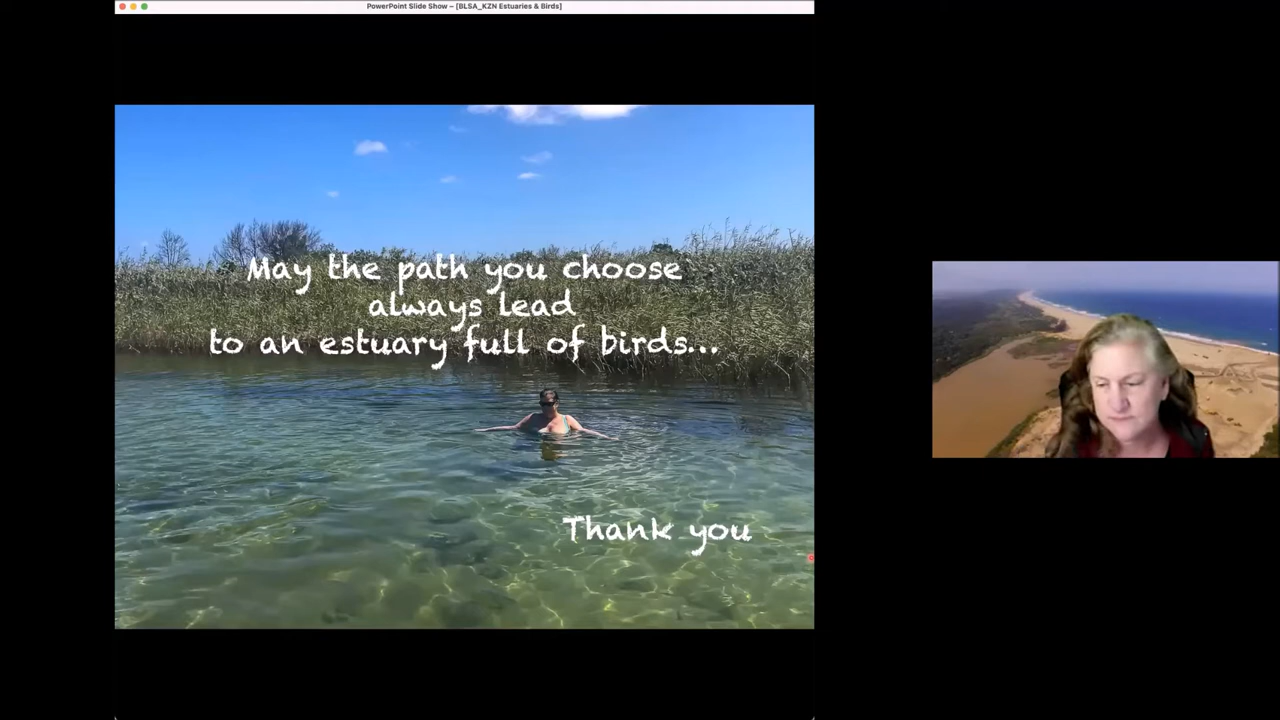 PowerPoint Slide Show – [BLSA_KZN Estuaries & Birds]
May the path you choose
always lead
to an estuary full of birds...
Thank you